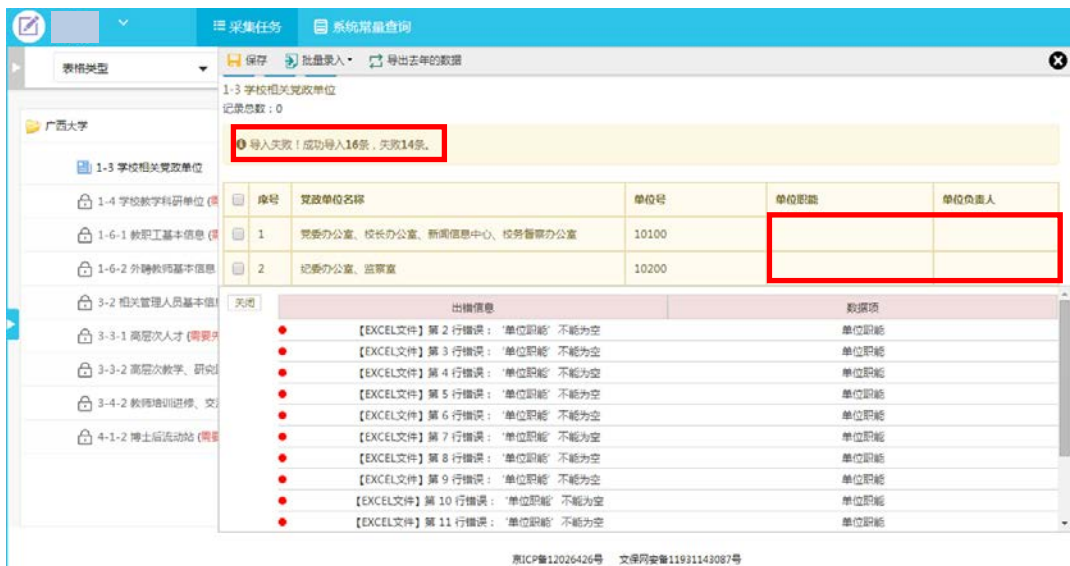 采集任务 系统常量查询
表格类型
保存 批量录入 导出去年的数据
1-3 学校相关党政单位
记录总数：0
导入失败！成功导入16条，失败14条。
广西大学
1-3 学校相关党政单位
1-4 学校教学科研单位 (需
1-6-1 教职工基本信息 (需
1-6-2 外聘教师基本信息
3-2 相关管理人员基本信息
3-3-1 高层次人才 (需要先
3-3-2 高层次教学、研究
3-4-2 教师培训进修、交
4-1-2 博士后流动站 (需要
序号 党政单位名称 单位号 单位职能 单位负责人
1 党委办公室、校长办公室、新闻信息中心、校务督察办公室 10100
2 纪委办公室、监察室 10200
关闭 出错信息 数据项
【EXCEL文件】第 2 行错误： '单位职能' 不能为空 单位职能
【EXCEL文件】第 3 行错误： '单位职能' 不能为空 单位职能
【EXCEL文件】第 4 行错误： '单位职能' 不能为空 单位职能
【EXCEL文件】第 5 行错误： '单位职能' 不能为空 单位职能
【EXCEL文件】第 6 行错误： '单位职能' 不能为空 单位职能
【EXCEL文件】第 7 行错误： '单位职能' 不能为空 单位职能
【EXCEL文件】第 8 行错误： '单位职能' 不能为空 单位职能
【EXCEL文件】第 9 行错误： '单位职能' 不能为空 单位职能
【EXCEL文件】第 10 行错误： '单位职能' 不能为空 单位职能
【EXCEL文件】第 11 行错误： '单位职能' 不能为空 单位职能
京ICP备12026426号 文保网安备11931143087号